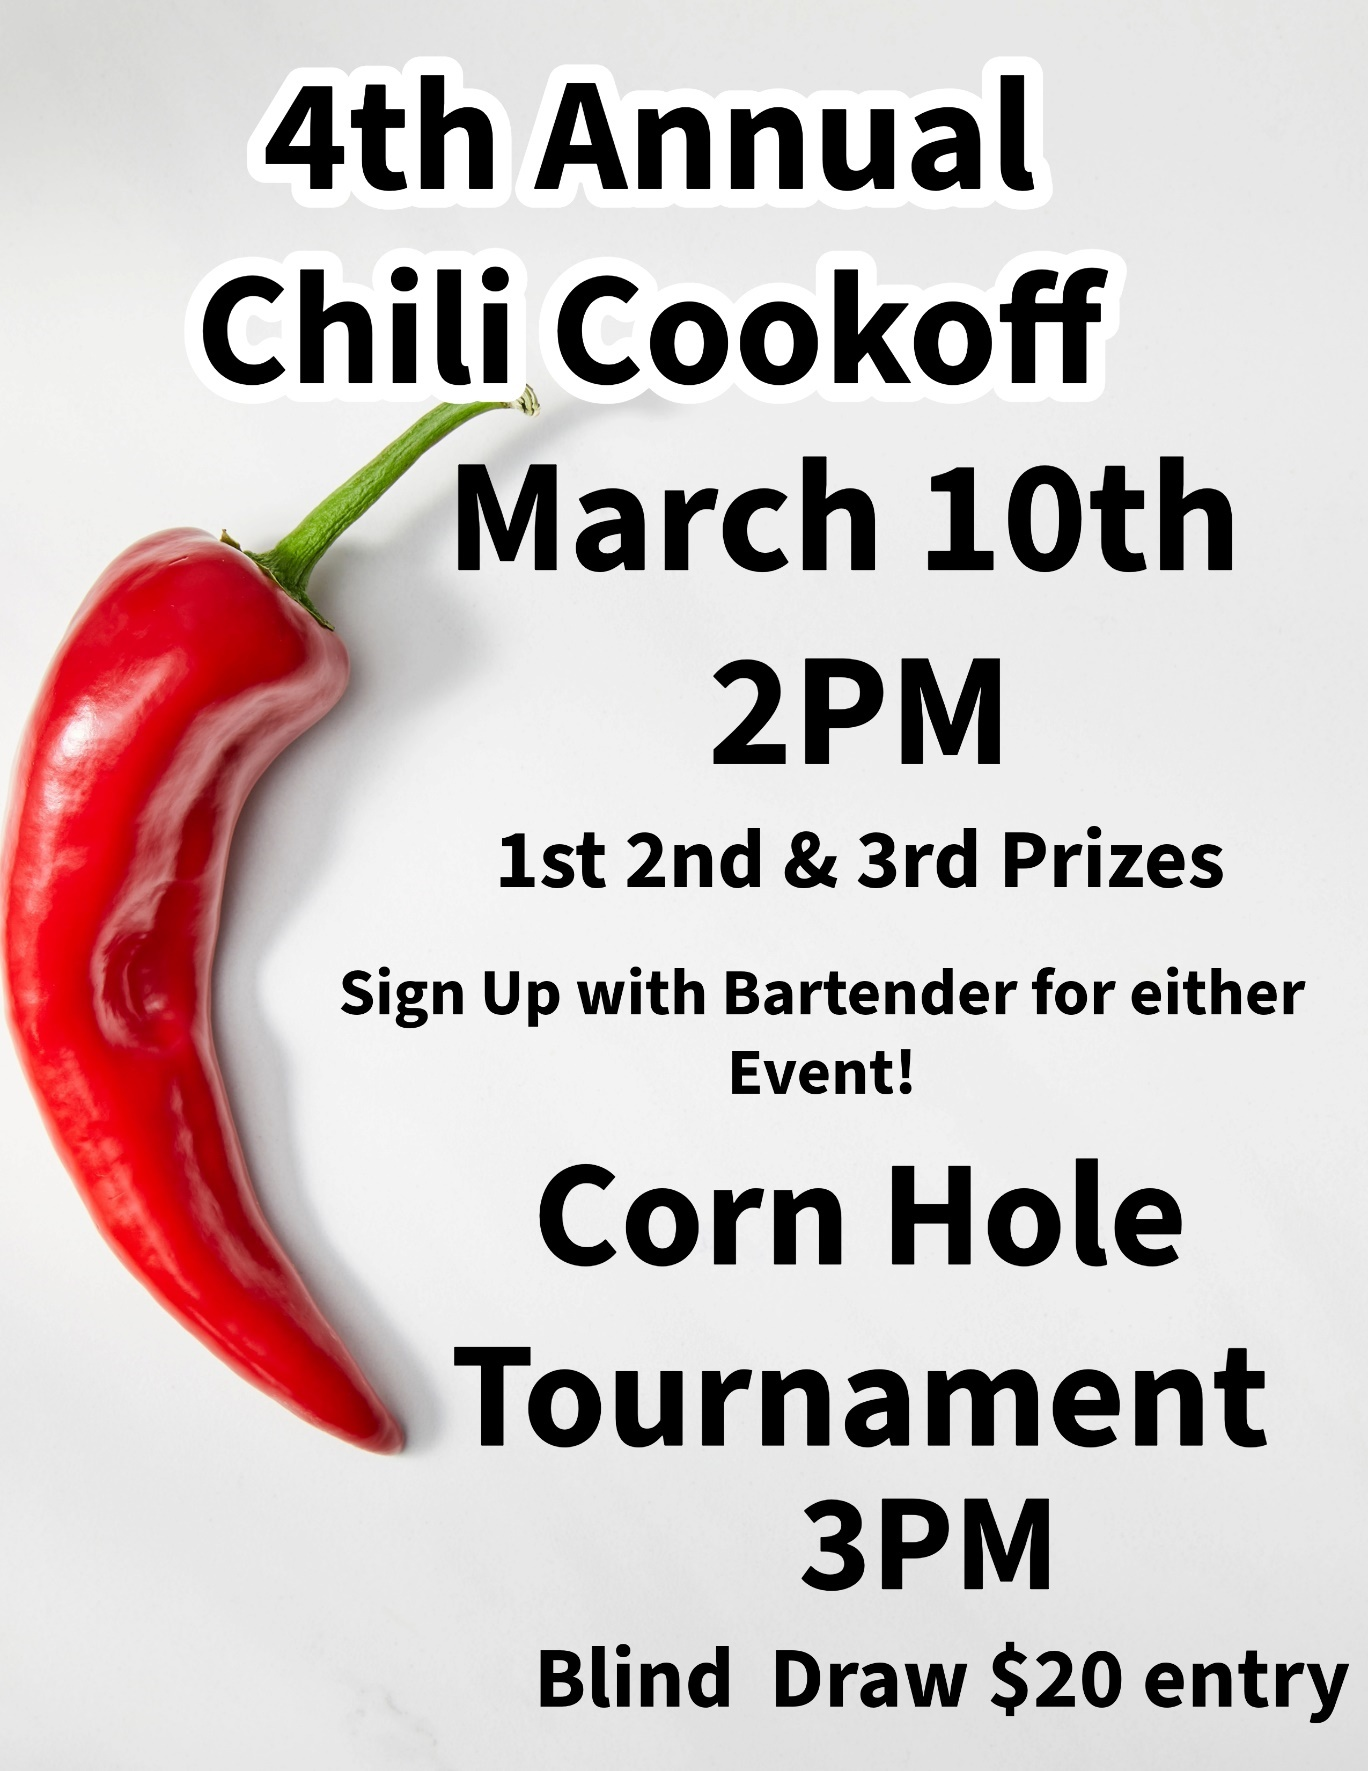 4th Annual
Chili Cookoff
March 10th
2PM
1st 2nd & 3rd Prizes
Sign Up with Bartender for either
Event!
Corn Hole
Tournament
3PM
Blind  Draw $20 entry